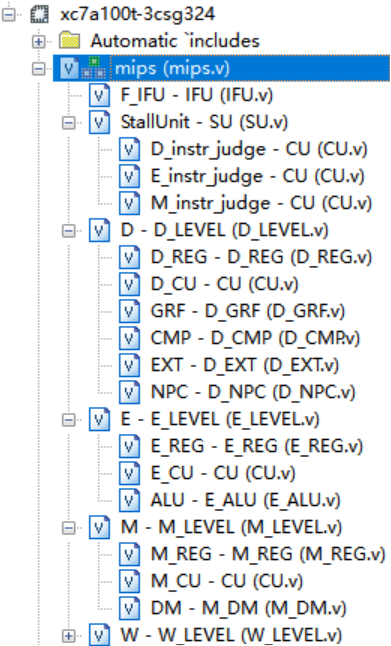 xc7a100t-3csg324
Automatic `includes
mips (mips.v)
F_IFU - IFU (IFU.v)
StallUnit - SU (SU.v)
D_instr_judge - CU (CU.v)
E_instr_judge - CU (CU.v)
M_instr_judge - CU (CU.v)
D - D_LEVEL (D_LEVEL.v)
D_REG - D_REG (D_REG.v)
D_CU - CU (CU.v)
GRF - D_GRF (D_GRF.v)
CMP - D_CMP (D_CMP.v)
EXT - D_EXT (D_EXT.v)
NPC - D_NPC (D_NPC.v)
E - E_LEVEL (E_LEVEL.v)
E_REG - E_REG (E_REG.v)
E_CU - CU (CU.v)
ALU - E_ALU (E_ALU.v)
M - M_LEVEL (M_LEVEL.v)
M_REG - M_REG (M_REG.v)
M_CU - CU (CU.v)
DM - M_DM (M_DM.v)
W - W_LEVEL (W_LEVEL.v)